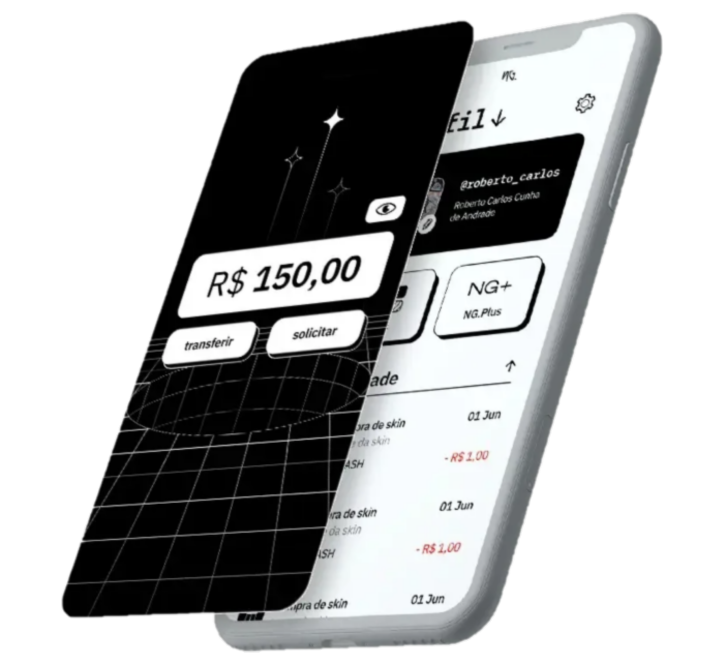 R$ 150,00
transferir
solicitar
NG.
fil↓
@roberto_carlos
Roberto Carlos Cunha
de Andrade
NG+
NG.Plus
ade
↑
ra de skin
01 Jun
da skin
ASH
- R$ 1,00
ra de skin
01 Jun
da skin
ASH
- R$ 1,00
pra de skin
01 Jun